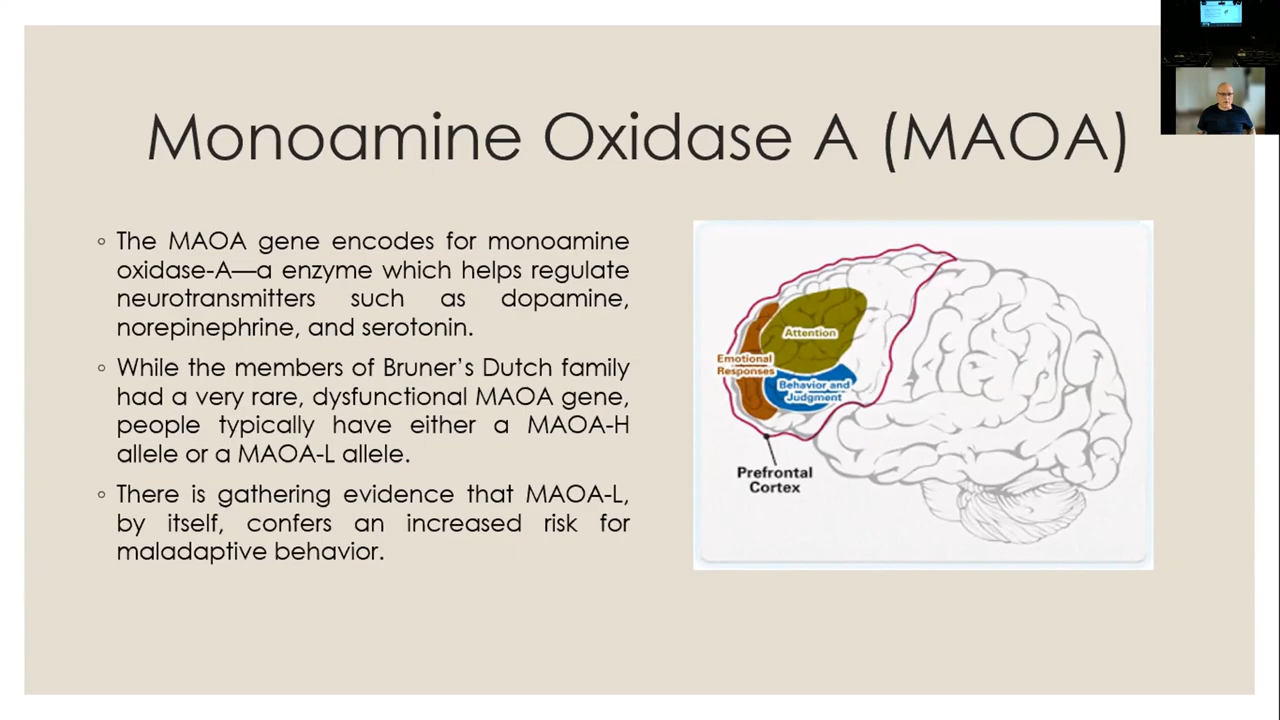 Monoamine Oxidase A (MAOA)
◦ The MAOA gene encodes for monoamine
oxidase-A—a enzyme which helps regulate
neurotransmitters such as dopamine,
norepinephrine, and serotonin.
◦ While the members of Bruner’s Dutch family
had a very rare, dysfunctional MAOA gene,
people typically have either a MAOA-H
allele or a MAOA-L allele.
◦ There is gathering evidence that MAOA-L,
by itself, confers an increased risk for
maladaptive behavior.
Attention
Emotional
Responses
Behavior and
Judgment
Prefrontal
Cortex